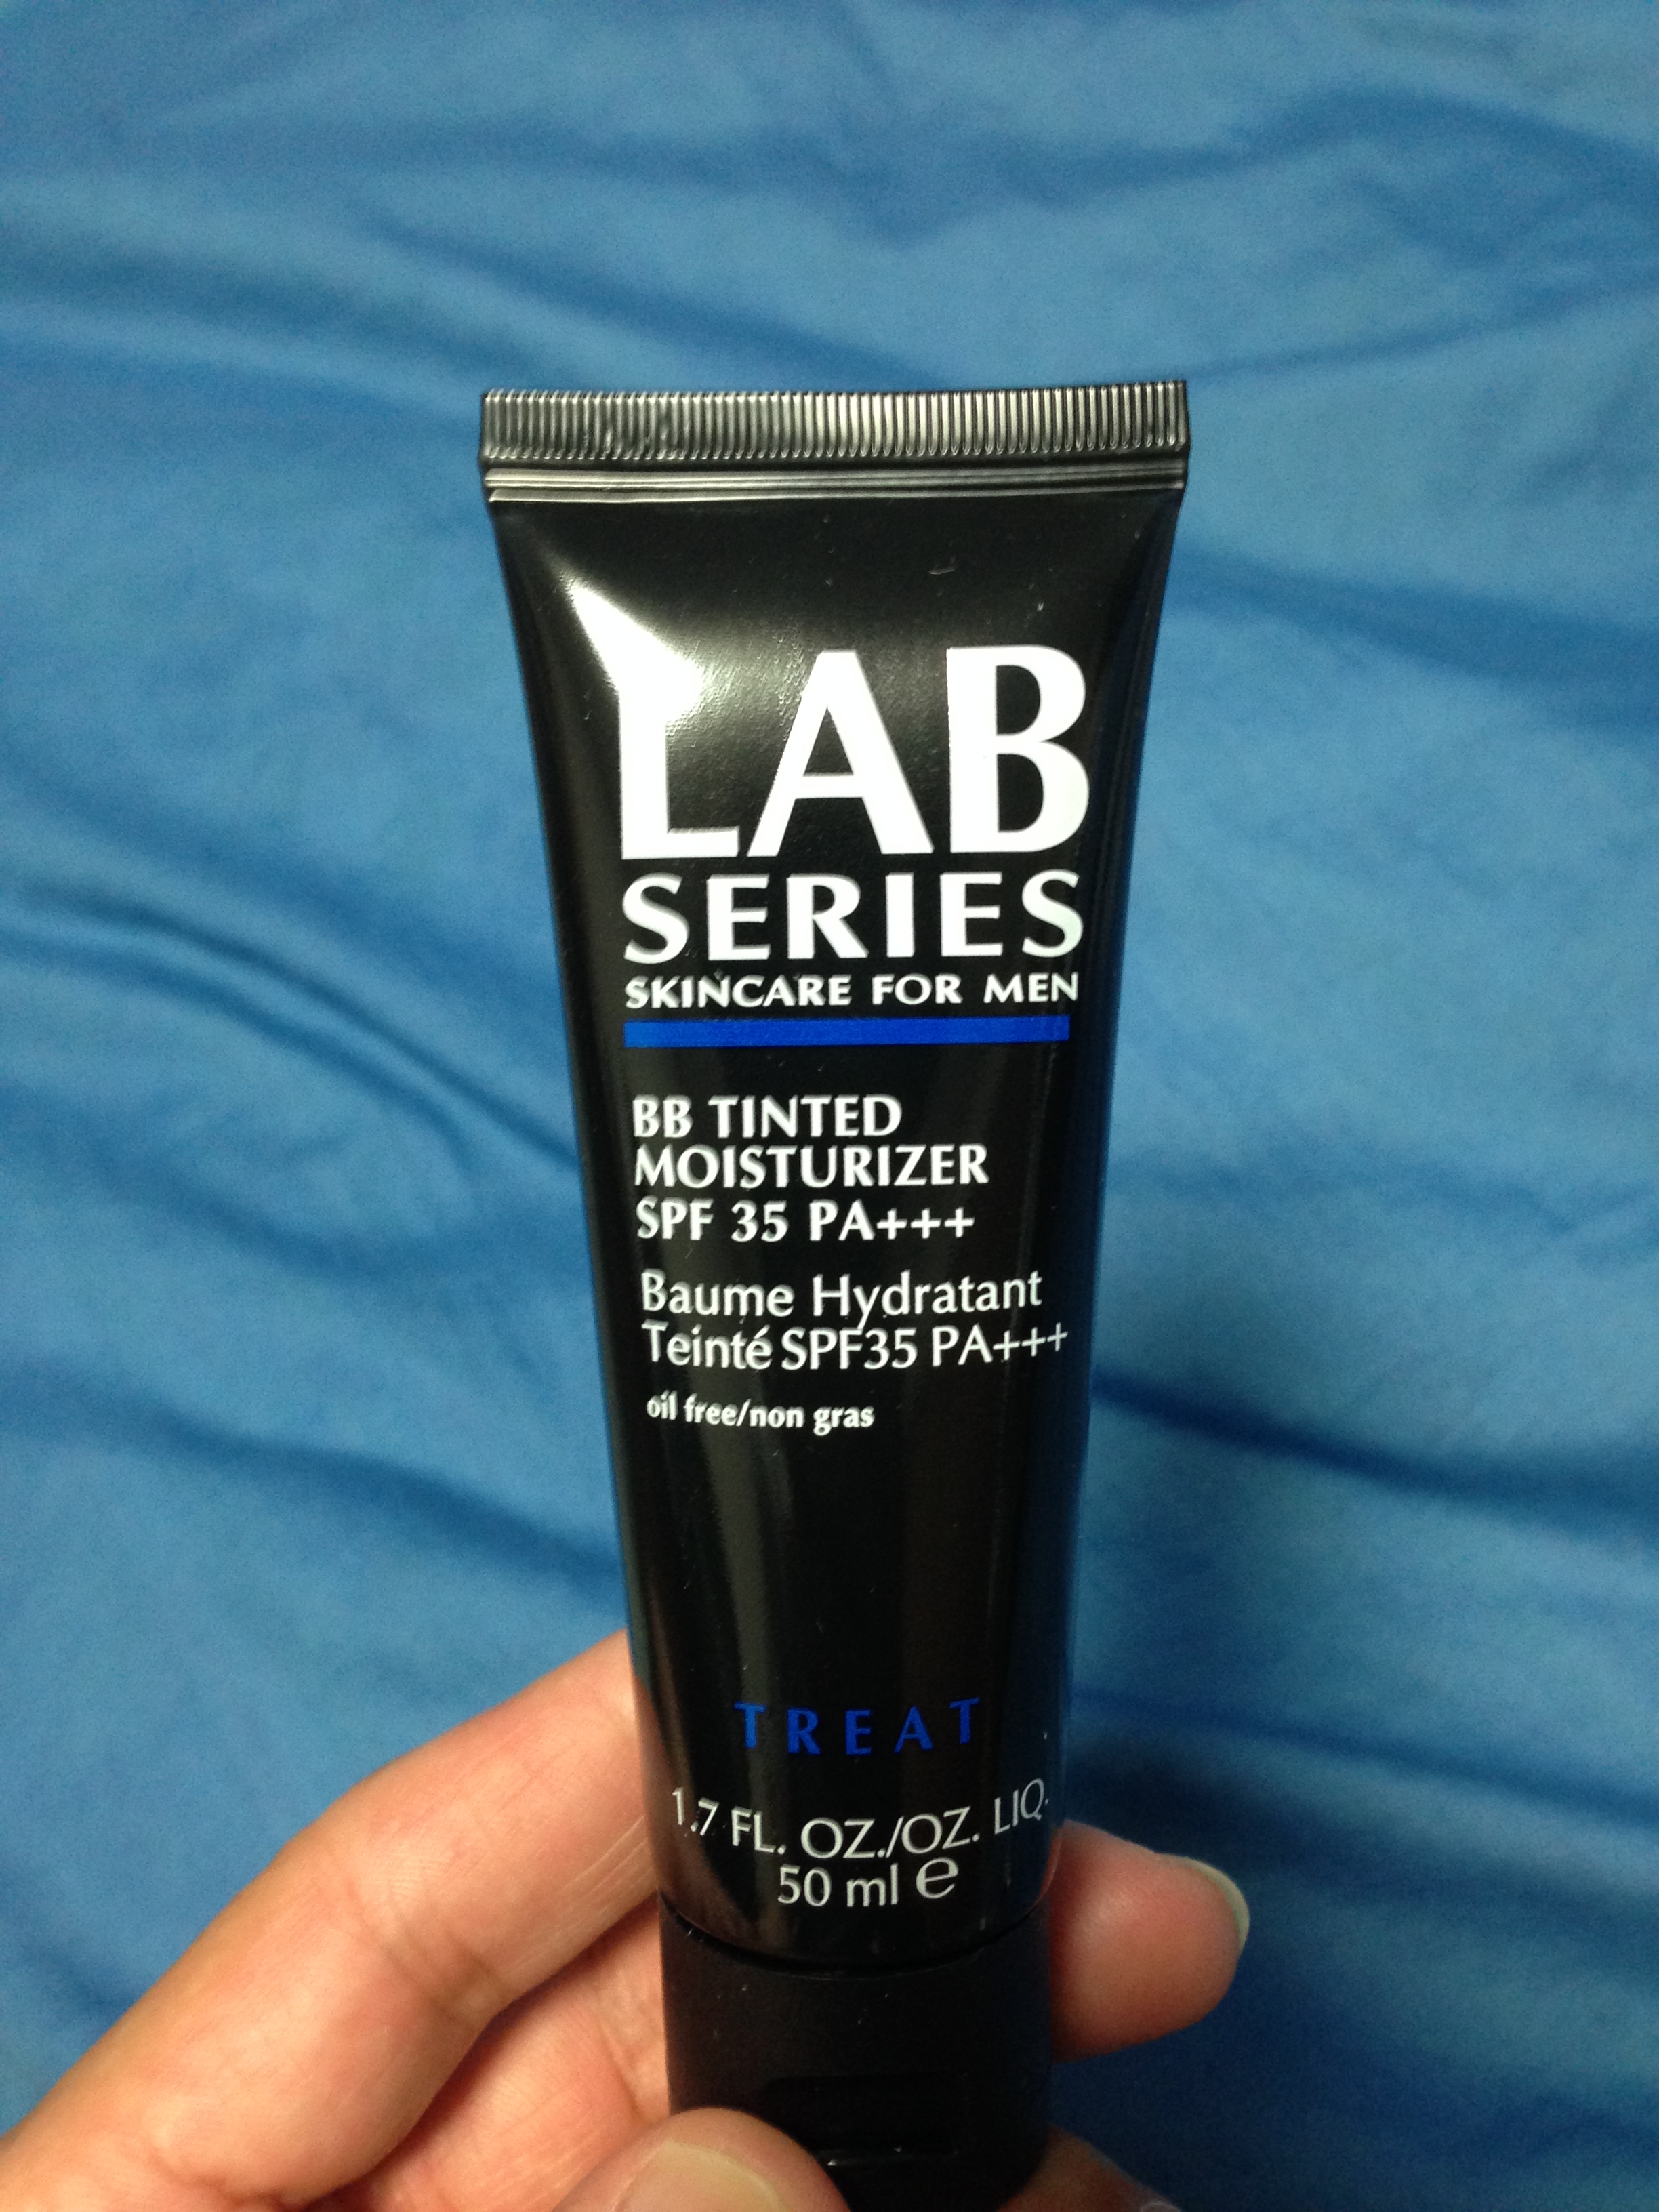 LAB
SERIES
SKINCARE FOR MEN
BB TINTED
MOISTURIZER
SPF 35 PA+++
Baume Hydratant
Teinté SPF35 PA+++
oil free/non gras
TREAT
1.7 FL. OZ./OZ. LIQ.
50 ml e